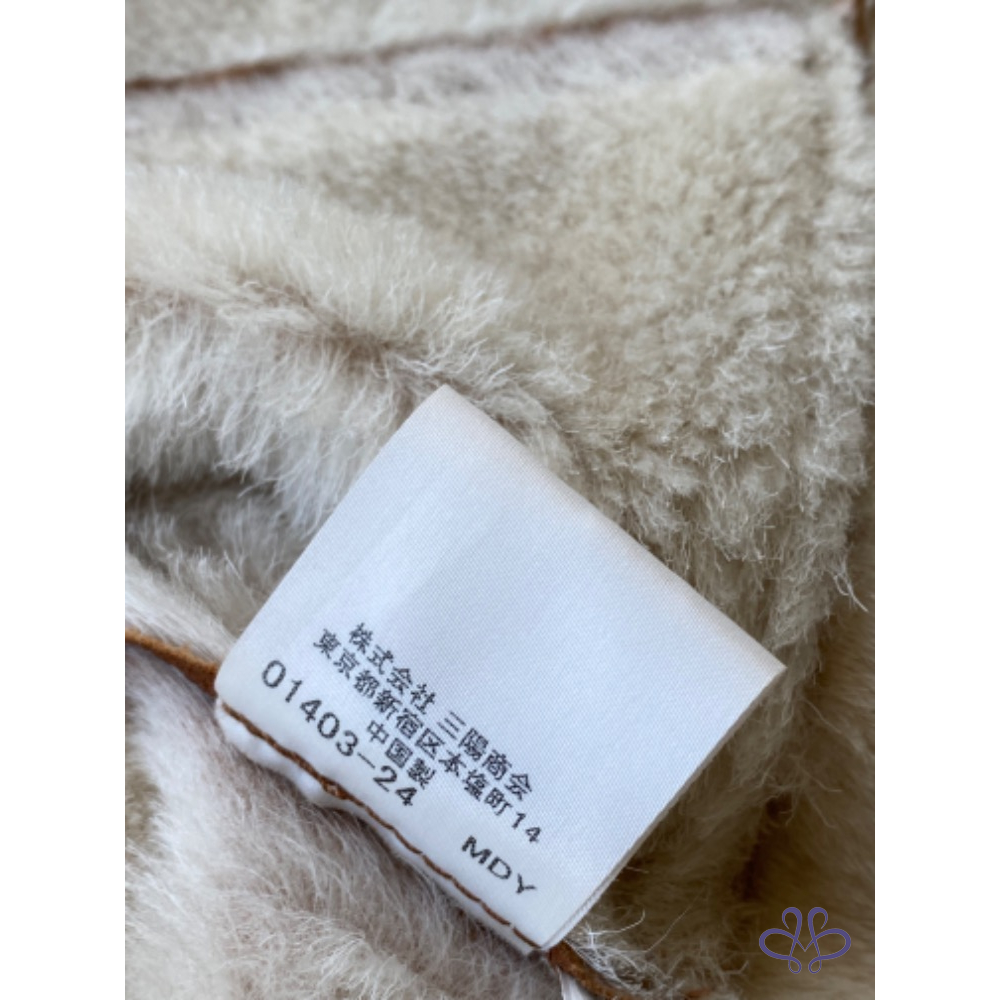 株式会社 三陽商会
東京都新宿区本塩町14
中国製
01403-24
MDY